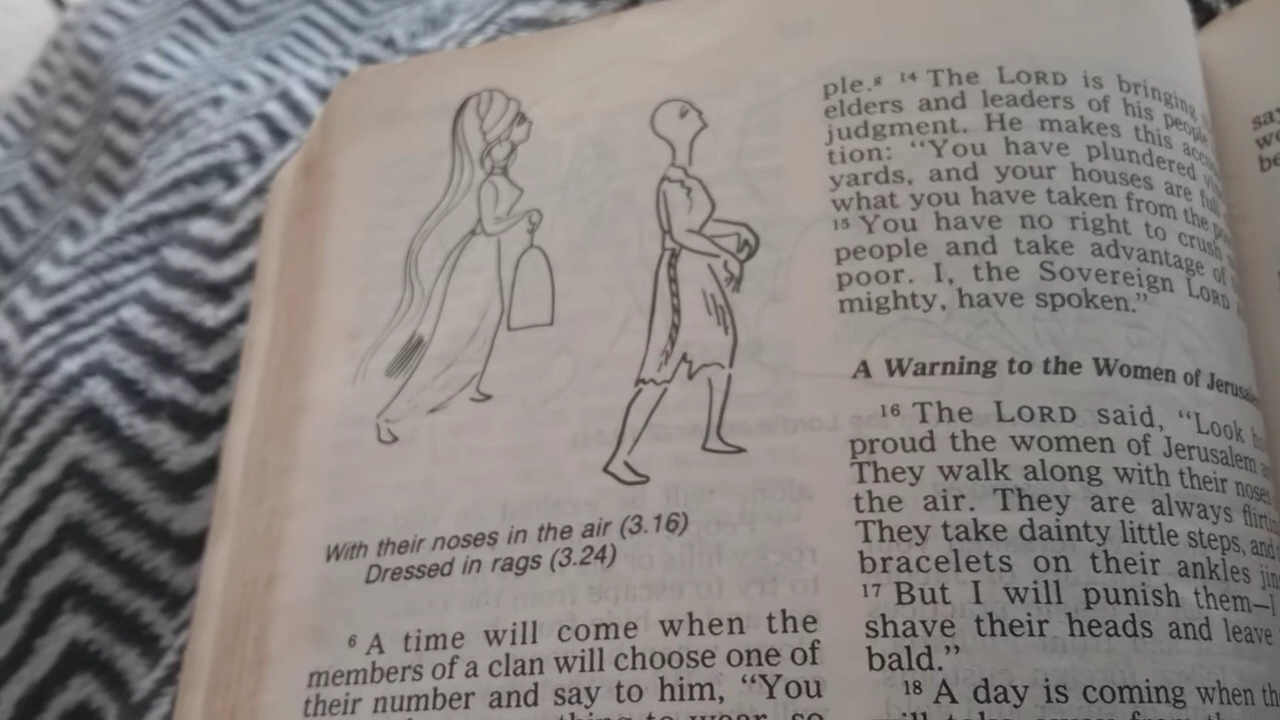 With their noses in the air (3.16)
Dressed in rags (3.24)
6 A time will come when the
members of a clan will choose one of
their number and say to him, “You
ple.g 14 The LORD is bringing
elders and leaders of his people
judgment. He makes this
tion: “You have plundered
yards, and your houses are full
what you have taken from the
15 You have no right to crush
people and take advantage of
poor. I, the Sovereign LORD
mighty, have spoken.”
A Warning to the Women of
16 The LORD said, “Look
proud the women of Jerusalem
They walk along with their noses
the air. They are always
They take dainty little steps, and
bracelets on their ankles
17 But I will punish them—I
shave their heads and leave
bald.”
18 A day is coming when